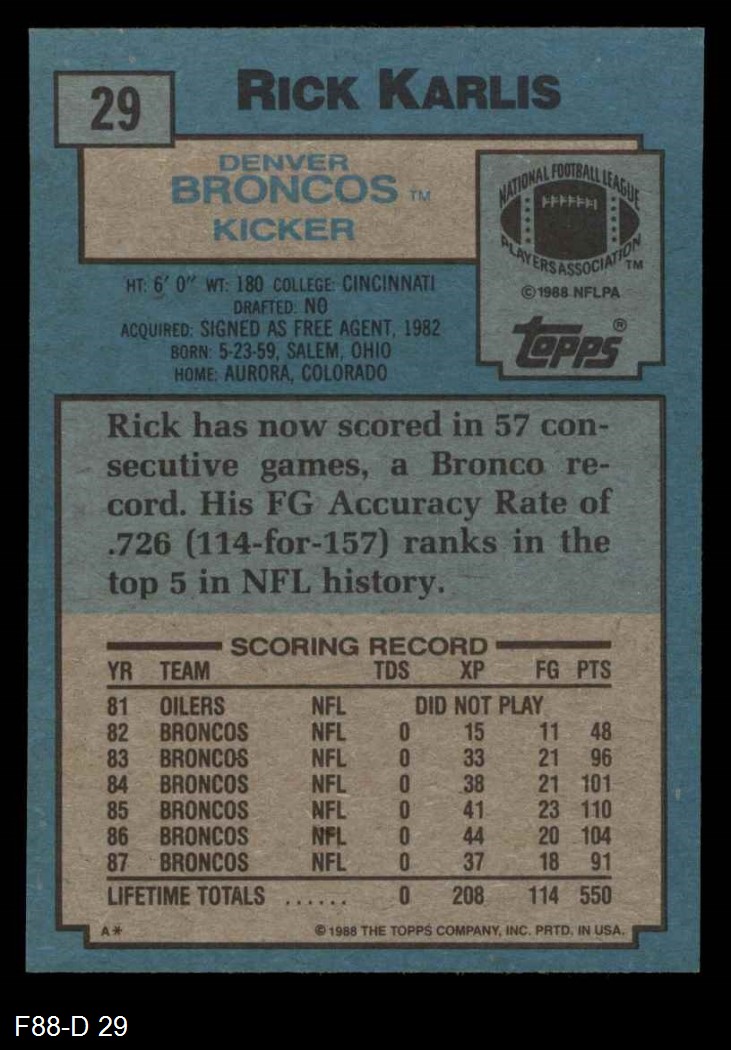 29
RICK KARLIS
DENVER
BRONCOS TM
KICKER
NATIONAL FOOTBALL LEAGUE
PLAYERS ASSOCIATION TM
©1988 NFLPA
topps®
HT: 6' 0" WT: 180 COLLEGE: CINCINNATI
DRAFTED: NO
ACQUIRED: SIGNED AS FREE AGENT, 1982
BORN: 5-23-59, SALEM, OHIO
HOME: AURORA, COLORADO
Rick has now scored in 57 con-
secutive games, a Bronco re-
cord. His FG Accuracy Rate of
.726 (114-for-157) ranks in the
top 5 in NFL history.
SCORING RECORD
YR TEAM TDS XP FG PTS
81 OILERS NFL DID NOT PLAY
82 BRONCOS NFL 0 15 11 48
83 BRONCOS NFL 0 33 21 96
84 BRONCOS NFL 0 38 21 101
85 BRONCOS NFL 0 41 23 110
86 BRONCOS NFL 0 44 20 104
87 BRONCOS NFL 0 37 18 91
LIFETIME TOTALS ...... 0 208 114 550
A* ©1988 THE TOPPS COMPANY, INC. PRTD. IN USA.
F88-D 29